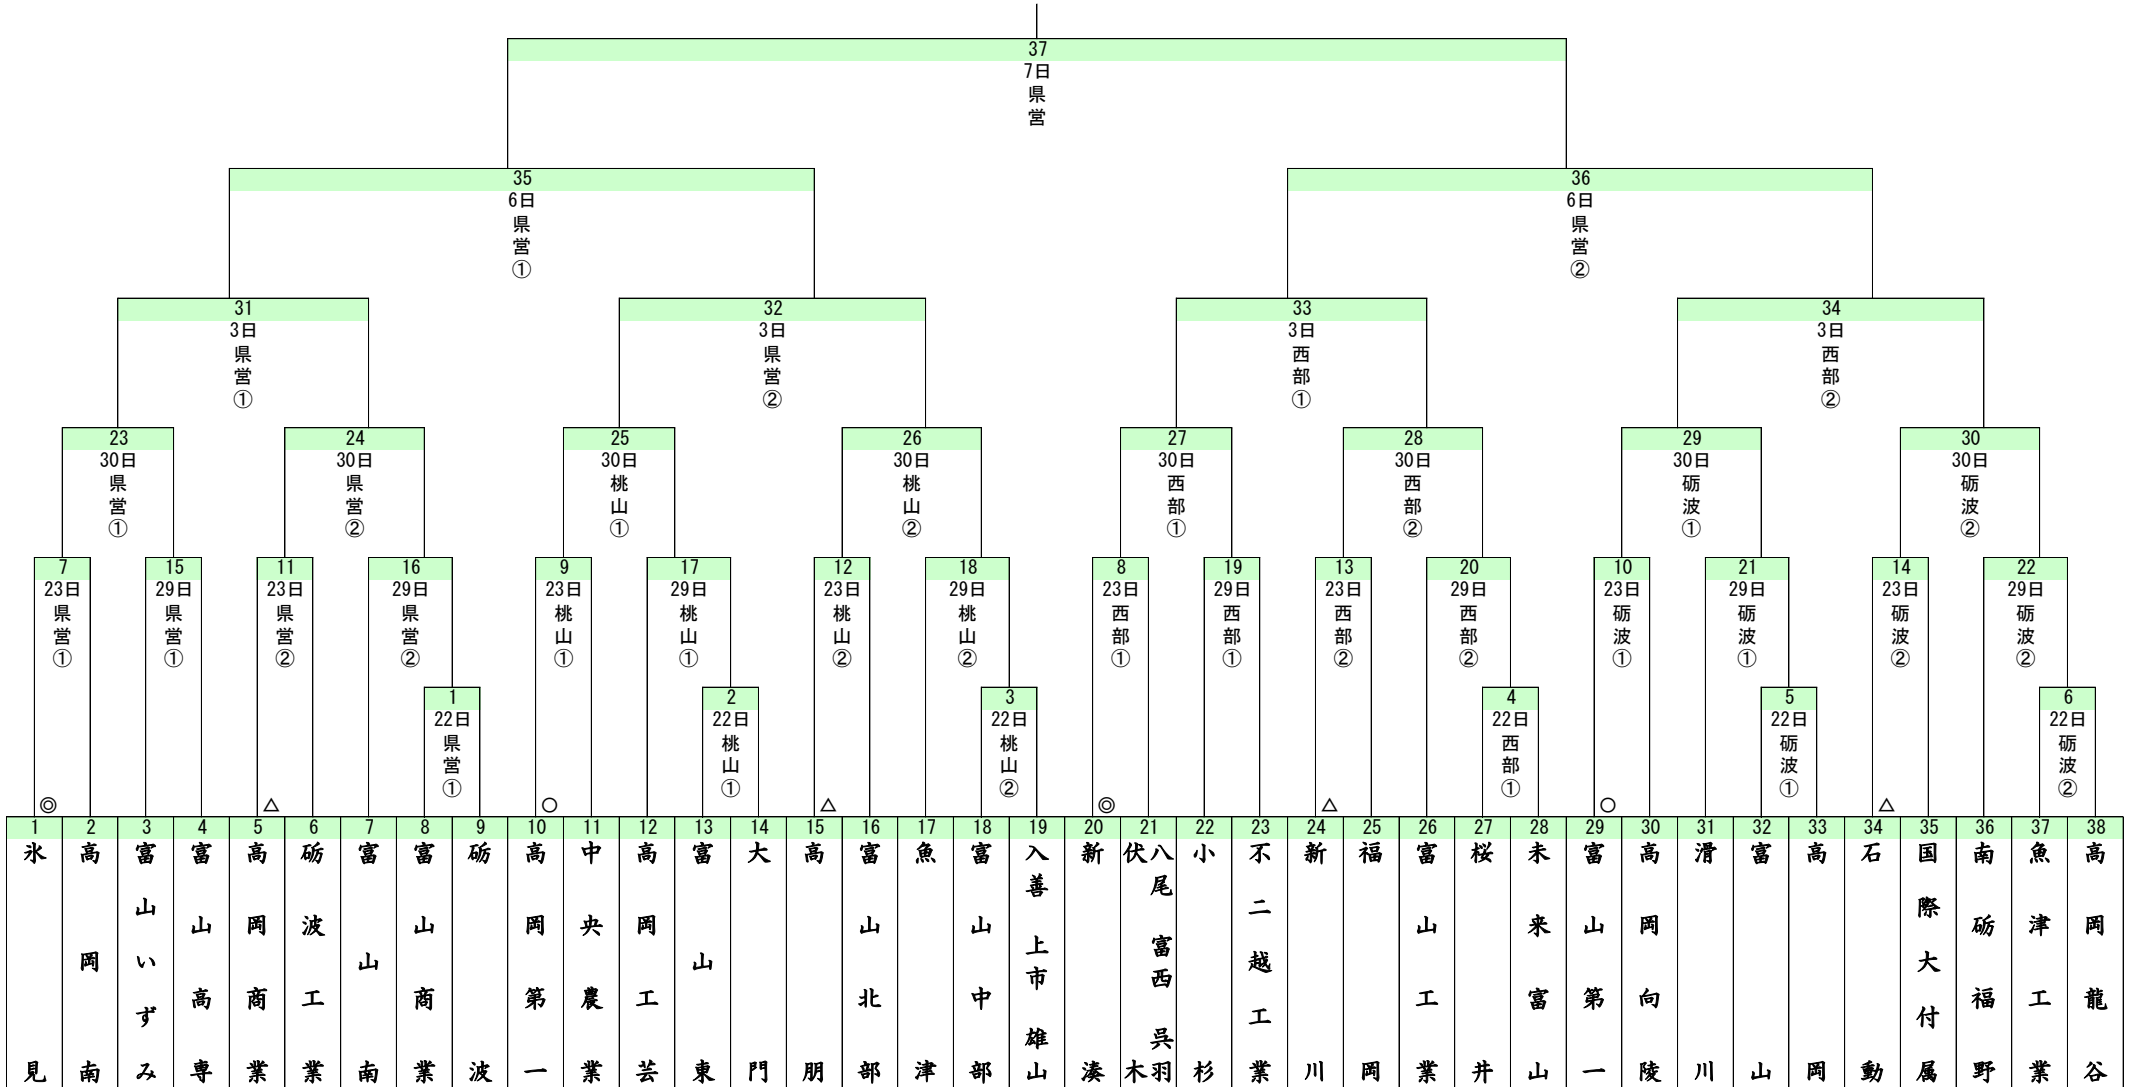 37
7日
県営
35
6日
県営
①
36
6日
県営
②
31
3日
県営
①
32
3日
県営
②
33
3日
西部
①
34
3日
西部
②
23
30日
県営
①
24
30日
県営
②
25
30日
桃山
①
26
30日
桃山
②
27
30日
西部
①
28
30日
西部
②
29
30日
砺波
①
30
30日
砺波
②
7
23日
県営
①
15
29日
県営
①
11
23日
県営
②
16
29日
県営
②
9
23日
桃山
①
17
29日
桃山
①
12
23日
桃山
②
18
29日
桃山
②
8
23日
西部
①
19
29日
西部
①
13
23日
西部
②
20
29日
西部
②
10
23日
砺波
①
21
29日
砺波
①
14
23日
砺波
②
22
29日
砺波
②
1
22日
県営
①
2
22日
桃山
①
3
22日
桃山
②
4
22日
西部
①
5
22日
砺波
①
6
22日
砺波
②
◎ △ ○ △ ◎ △ ○ △
1 氷見
2 高岡南
3 富山いずみ
4 富山高専
5 高岡商業
6 砺波工業
7 富山南
8 富山商業
9 砺波
10 高岡第一
11 中央農業
12 高岡工芸
13 富山東
14 大門
15 高朋
16 富山北部
17 魚津
18 富山中部
19 入善 上市 雄山
20 新湊
21 八尾 富西 呉羽 伏木
22 小杉
23 不二越工業
24 新川
25 福岡
26 富山工業
27 桜井
28 未来富山
29 富山第一
30 高岡向陵
31 滑川
32 富山
33 高岡
34 石動
35 国際大付属
36 南砺福野
37 魚津工業
38 高岡龍谷